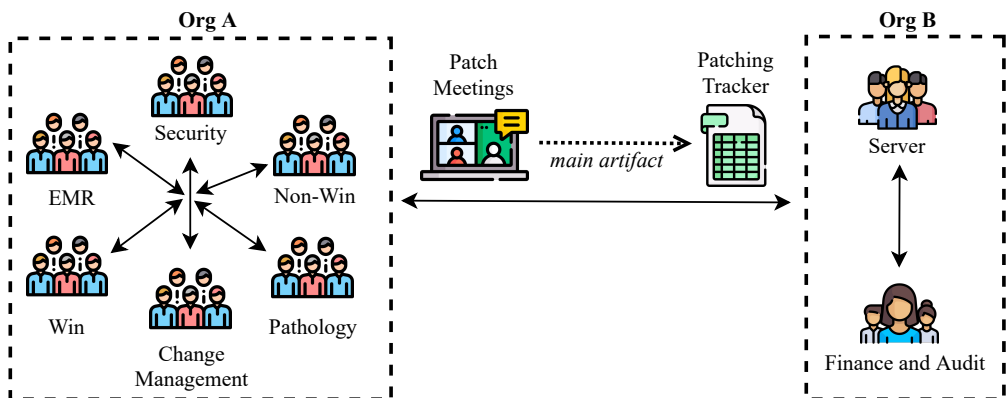 Org A
Org B
Security
EMR
Non-Win
Win
Change
Management
Pathology
Patch
Meetings
main artifact
Patching
Tracker
Server
Finance and Audit